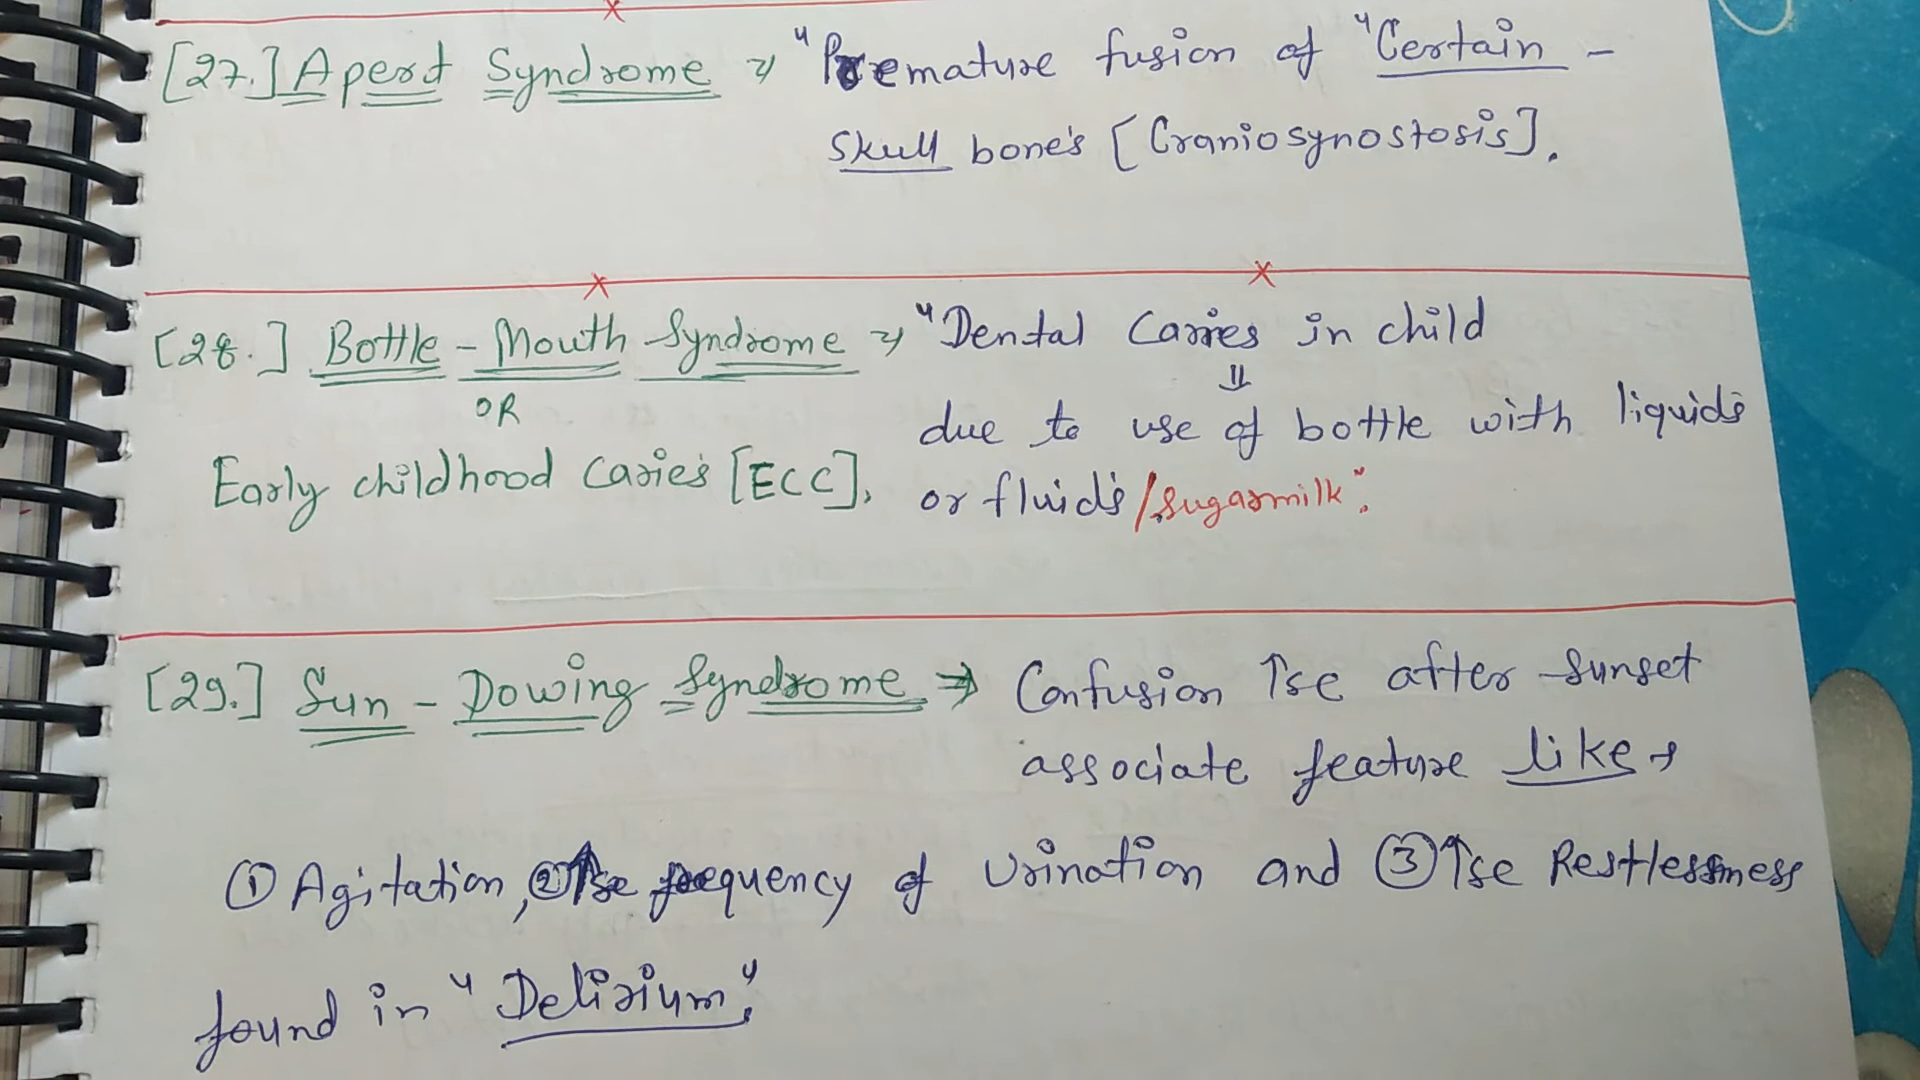 [27.] Apert Syndrome ⇒ "Premature fusion of "Certain -
Skull bone's [Craniosynostosis].
[28.] Bottle - Mouth Syndrome ⇒ "Dental Caries in child
⇓
OR
due to use of bottle with liquids
Early childhood Caries [ECC].
or fluids/Sugarmilk".
[29.] Sun - Dowing Syndrome ⇒ Confusion ↑se after Sunset
associate feature like →
① Agitation, ② ↑se frequency of Urination and ③ ↑se Restlessness
found in "Delirium".